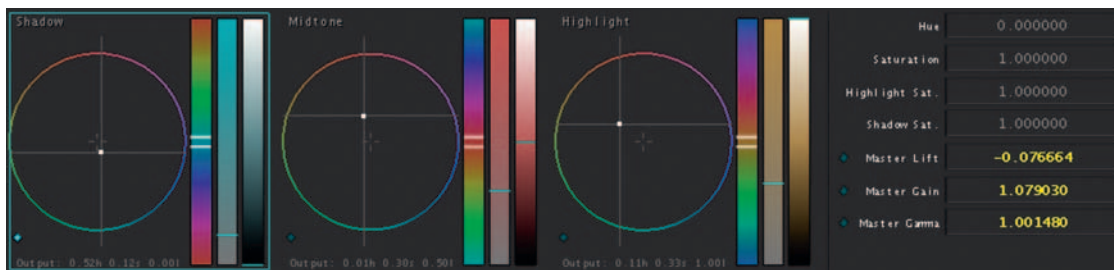 Shadow
Midtone
Highlight
Hue 0.000000
Saturation 1.000000
Highlight Sat. 1.000000
Shadow Sat. 1.000000
Master Lift -0.076664
Master Gain 1.079030
Master Gamma 1.001480
Output: 0.52h 0.12s 0.00l
Output: 0.01h 0.30s 0.50l
Output: 0.11h 0.33s 1.00l